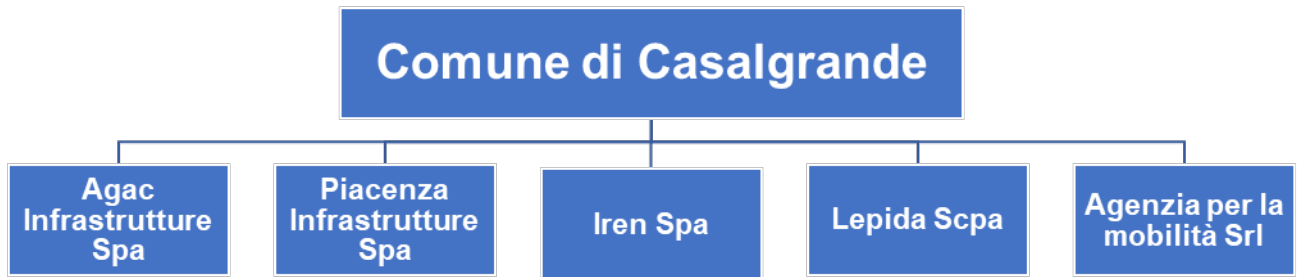 Comune di Casalgrande
Agac
Infrastrutture
Spa
Piacenza
Infrastrutture
Spa
Iren Spa
Lepida Scpa
Agenzia per la
mobilità Srl